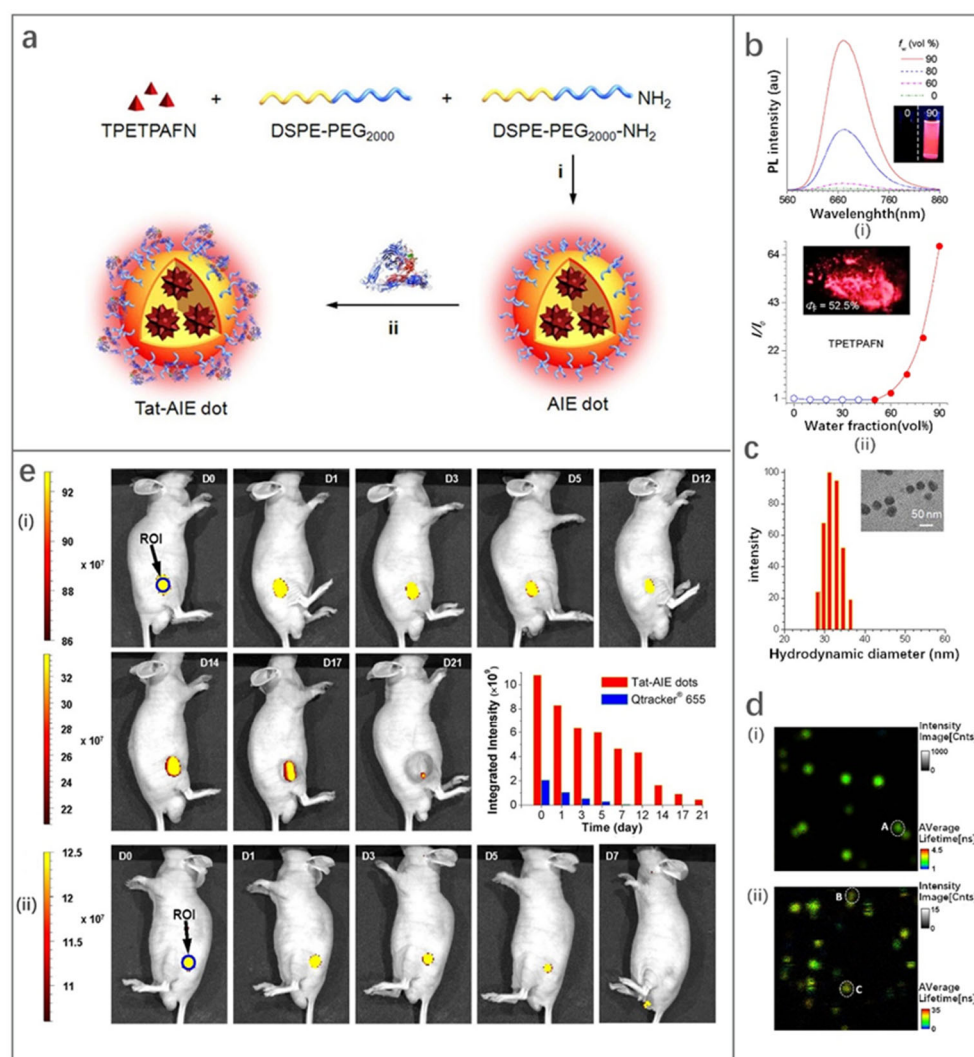 a
TPETPAFN
+
DSPE-PEG2000
+
DSPE-PEG2000-NH2
NH2
i
ii
Tat-AIE dot
AIE dot
b
PL intensity (au)
fw (vol %)
90
80
60
0
0 90
560 660 760 860
Wavelenghth(nm)
(i)
I/I0
64
43
22
1
Φf = 52.5%
TPETPAFN
0 30 60 90
Water fraction(vol%)
(ii)
c
intensity
100
80
60
40
20
0
50 nm
20 30 40 50 60
Hydrodynamic diameter (nm)
d
(i)
Intensity
Image[Cnts
1000
0
A
AVerage
Lifetime[ns]
4.5
1
(ii)
Intensity
Image[Cnts
15
0
B
C
AVerage
Lifetime[ns]
35
0
e
(i)
92
90
88
86
x 10⁷
D0 D1 D3 D5 D12
ROI
34
32
30
28
26
24
22
x 10⁷
D14 D17 D21
Integrated Intensity (×10⁹)
10
8
6
4
2
0
Tat-AIE dots
Qtracker® 655
0 1 3 5 7 12 14 17 21
Time (day)
(ii)
12.5
12
11.5
11
x 10⁷
D0 D1 D3 D5 D7
ROI